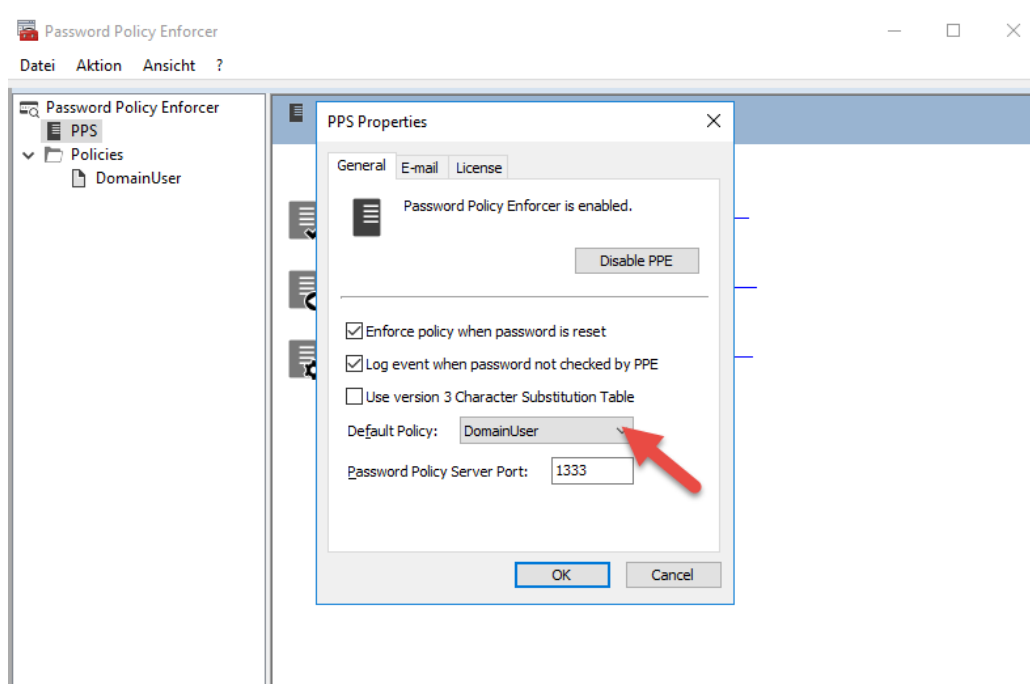 Password Policy Enforcer
Datei Aktion Ansicht ?
Password Policy Enforcer
PPS
Policies
DomainUser
PPS Properties
General E-mail License
Password Policy Enforcer is enabled.
Disable PPE
Enforce policy when password is reset
Log event when password not checked by PPE
Use version 3 Character Substitution Table
Default Policy: DomainUser
Password Policy Server Port: 1333
OK Cancel